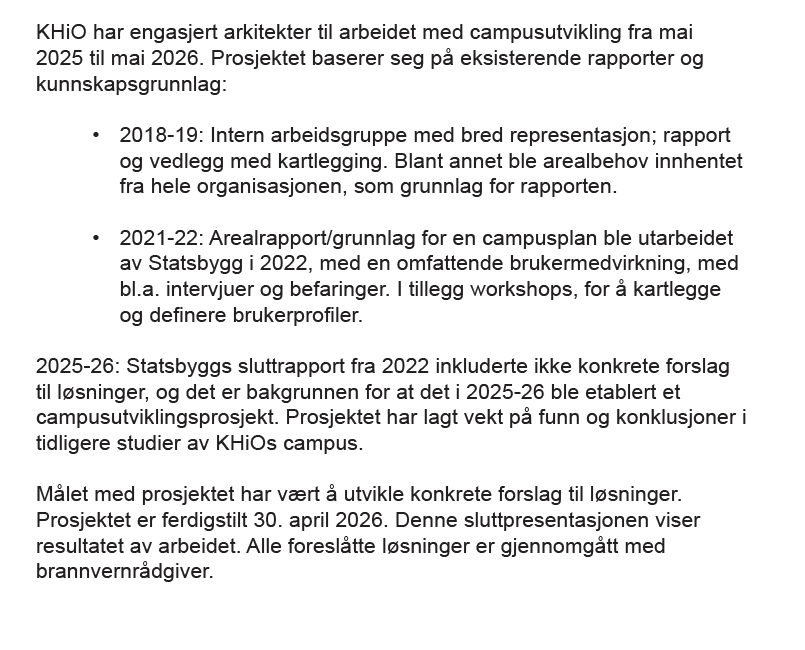 KHiO har engasjert arkitekter til arbeidet med campusutvikling fra mai
2025 til mai 2026. Prosjektet baserer seg på eksisterende rapporter og
kunnskapsgrunnlag:
• 2018-19: Intern arbeidsgruppe med bred representasjon; rapport
og vedlegg med kartlegging. Blant annet ble arealbehov innhentet
fra hele organisasjonen, som grunnlag for rapporten.
• 2021-22: Arealrapport/grunnlag for en campusplan ble utarbeidet
av Statsbygg i 2022, med en omfattende brukermedvirkning, med
bl.a. intervjuer og befaringer. I tillegg workshops, for å kartlegge
og definere brukerprofiler.
2025-26: Statsbyggs sluttrapport fra 2022 inkluderte ikke konkrete forslag
til løsninger, og det er bakgrunnen for at det i 2025-26 ble etablert et
campusutviklingsprosjekt. Prosjektet har lagt vekt på funn og konklusjoner i
tidligere studier av KHiOs campus.
Målet med prosjektet har vært å utvikle konkrete forslag til løsninger.
Prosjektet er ferdigstilt 30. april 2026. Denne sluttpresentasjonen viser
resultatet av arbeidet. Alle foreslåtte løsninger er gjennomgått med
brannvernrådgiver.